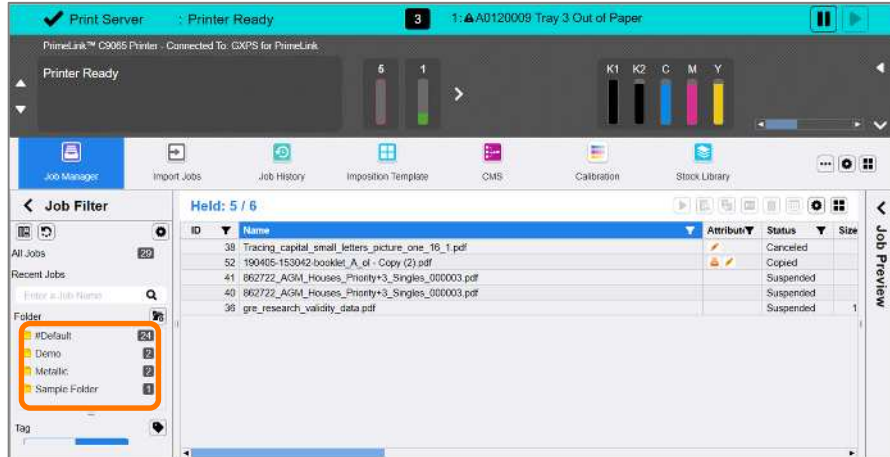 Print Server : Printer Ready 3 1:A0120009 Tray 3 Out of Paper
PrimeLink™ C9065 Printer - Connected To: GXPS for PrimeLink
Printer Ready 5 1 K1 K2 C M Y
Job Manager Import Jobs Job History Imposition Template CMS Calibration Stock Library
Job Filter Held: 5 / 6
ID Name Attribute Status Size
All Jobs 29
Recent Jobs
Enter a Job Name
Folder
#Default 24
Demo 2
Metallic 2
Sample Folder 1
Tag
38 Tracing_capital_small_letters_picture_one_16_1.pdf Canceled
52 190405-153042-booklet_A_ol - Copy (2).pdf Copied
41 862722_AGM_Houses_Priority+3_Singles_000003.pdf Suspended
40 862722_AGM_Houses_Priority+3_Singles_000003.pdf Suspended
36 gre_research_validity_data.pdf Suspended 1
Job Preview